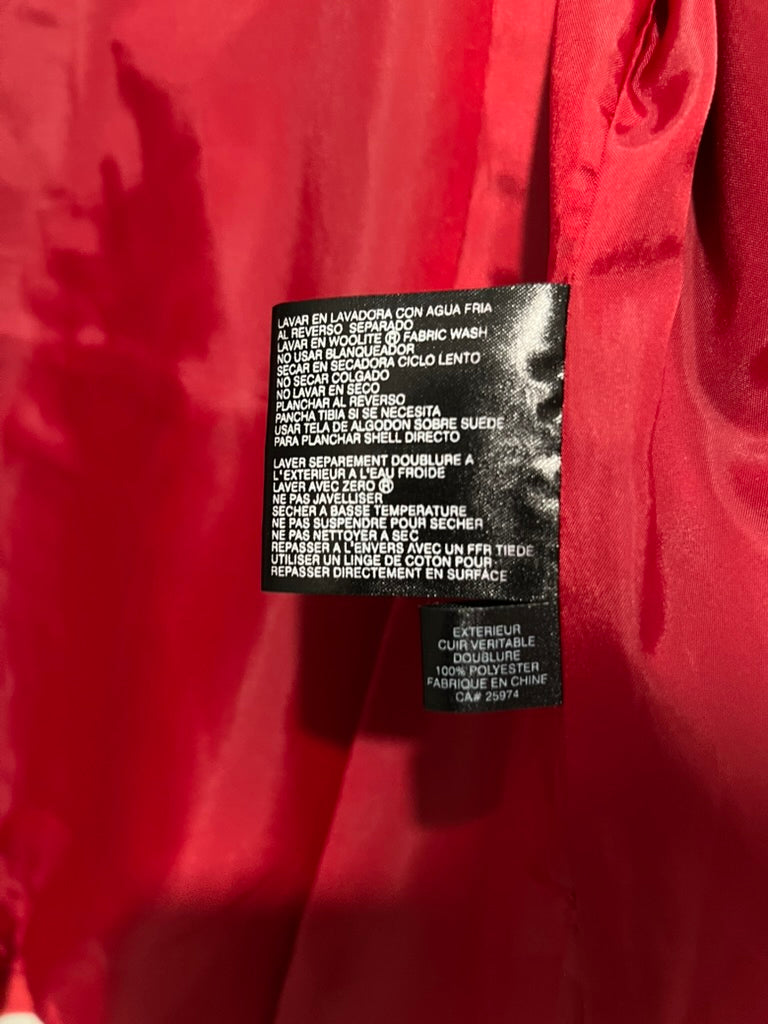 LAVAR EN LAVADORA CON AGUA FRIA
AL REVERSO SEPARADO
LAVAR EN WOOLITE ® FABRIC WASH
NO USAR BLANQUEADOR
SECAR EN SECADORA CICLO LENTO
NO SECAR COLGADO
NO LAVAR EN SECO
PLANCHAR AL REVERSO
PANCHA TIBIA SI SE NECESITA
USAR TELA DE ALGODON SOBRE SUEDE
PARA PLANCHAR SHELL DIRECTO
LAVER SEPAREMENT DOUBLURE A
L'EXTERIEUR A L'EAU FROIDE
LAVER AVEC ZERO ®
NE PAS JAVELLISER
SECHER A BASSE TEMPERATURE
NE PAS SUSPENDRE POUR SECHER
NE PAS NETTOYER A SEC
REPASSER A L'ENVERS AVEC UN FFR TIEDE
UTILISER UN LINGE DE COTON POUR
REPASSER DIRECTEMENT EN SURFACE
EXTERIEUR
CUIR VERITABLE
DOUBLURE
100% POLYESTER
FABRIQUE EN CHINE
CA# 25974